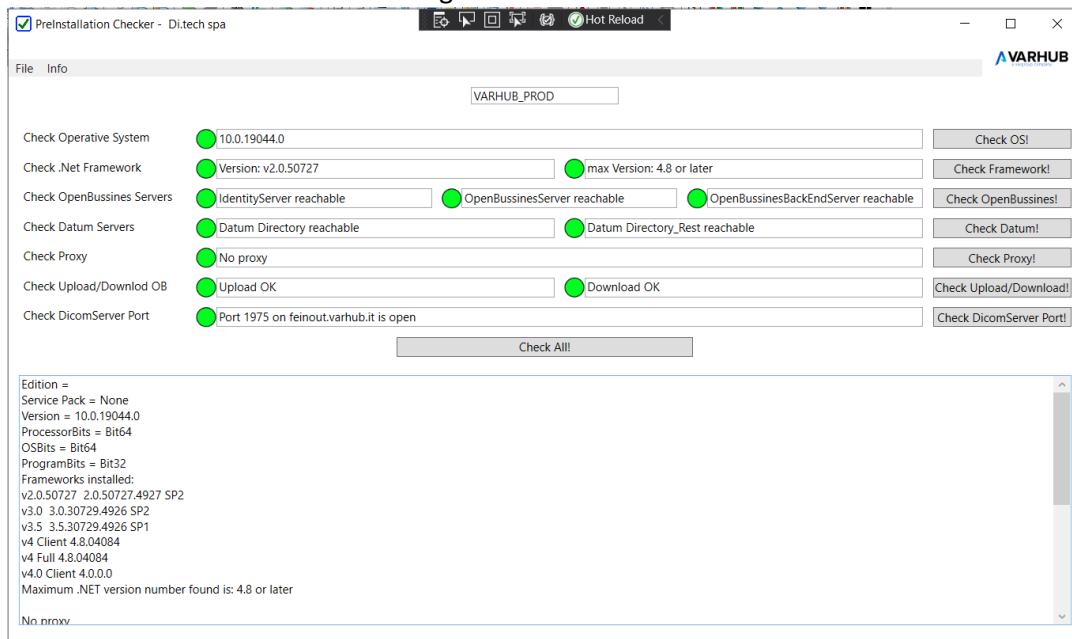 PreInstallation Checker - Di.tech spa
Hot Reload
VARHUB
File Info
VARHUB_PROD
Check Operative System 10.0.19044.0 Check OS!
Check .Net Framework Version: v2.0.50727 max Version: 4.8 or later Check Framework!
Check OpenBussines Servers IdentityServer reachable OpenBussinesServer reachable OpenBussinesBackEndServer reachable Check OpenBussines!
Check Datum Servers Datum Directory reachable Datum Directory_Rest reachable Check Datum!
Check Proxy No proxy Check Proxy!
Check Upload/Downlod OB Upload OK Download OK Check Upload/Download!
Check DicomServer Port Port 1975 on feinout.varhub.it is open Check DicomServer Port!
Check All!
Edition =
Service Pack = None
Version = 10.0.19044.0
ProcessorBits = Bit64
OSBits = Bit64
ProgramBits = Bit32
Frameworks installed:
v2.0.50727 2.0.50727.4927 SP2
v3.0 3.0.30729.4926 SP2
v3.5 3.5.30729.4926 SP1
v4 Client 4.8.04084
v4 Full 4.8.04084
v4.0 Client 4.0.0.0
Maximum .NET version number found is: 4.8 or later
No proxy